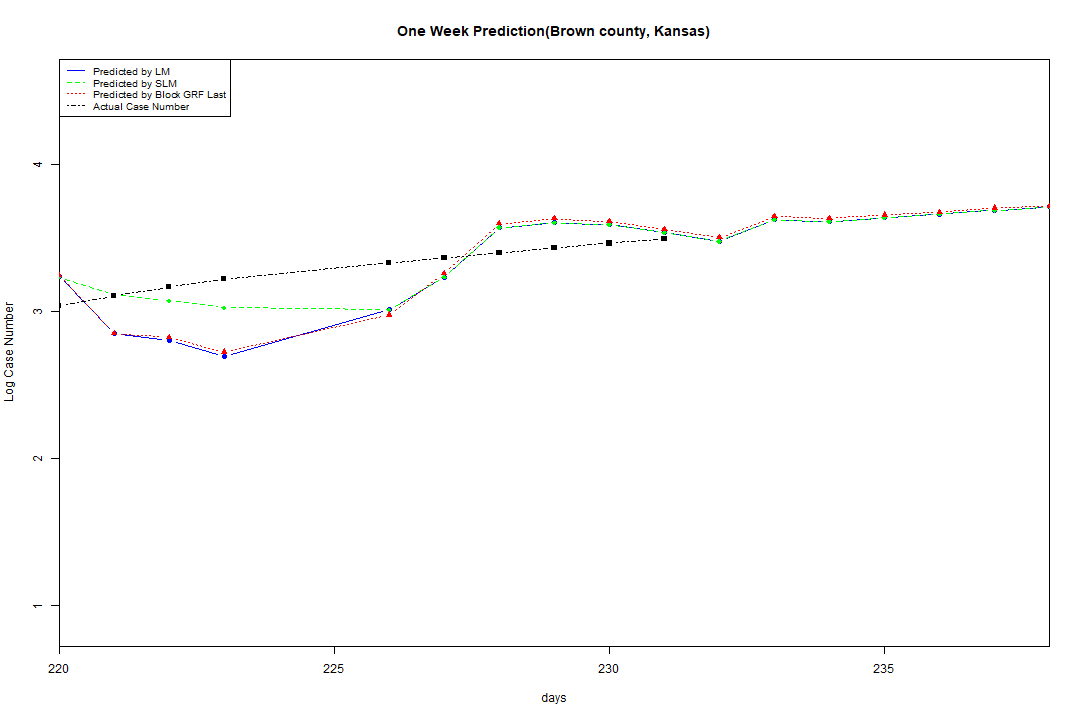 One Week Prediction(Brown county, Kansas)
Predicted by LM
Predicted by SLM
Predicted by Block GRF Last
Actual Case Number
4
3
2
1
Log Case Number
220 225 230 235
days